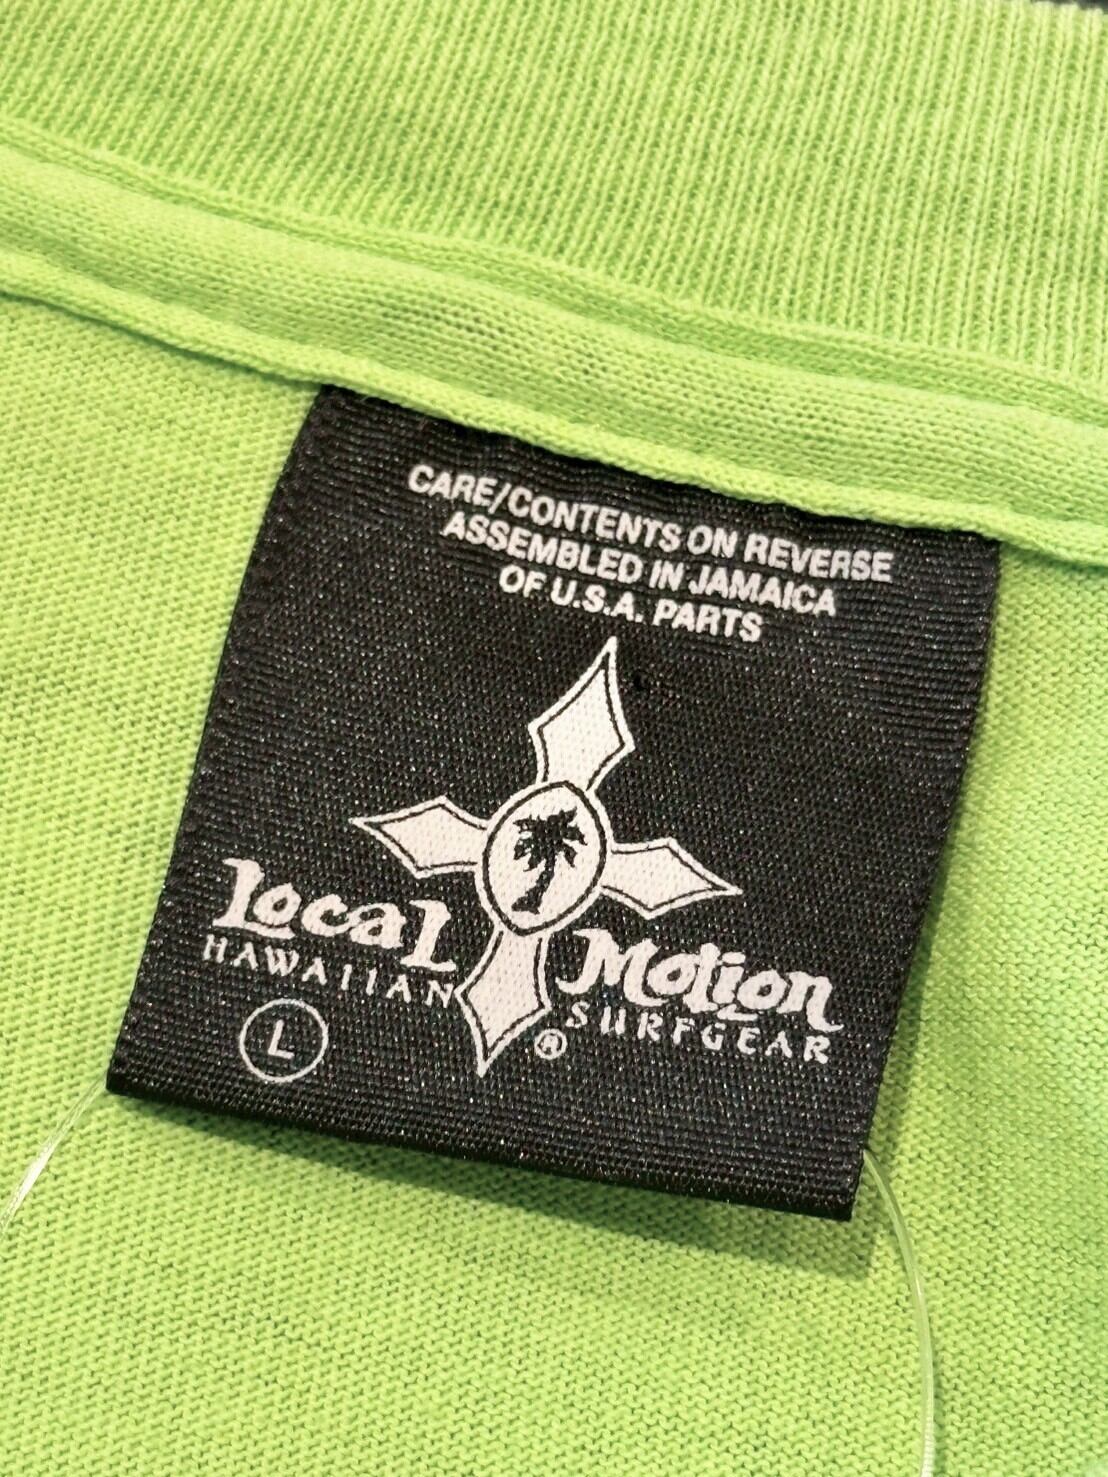 CARE/CONTENTS ON REVERSE
ASSEMBLED IN JAMAICA
OF U.S.A. PARTS
Local Motion
HAWAIIAN SURFGEAR
L ®